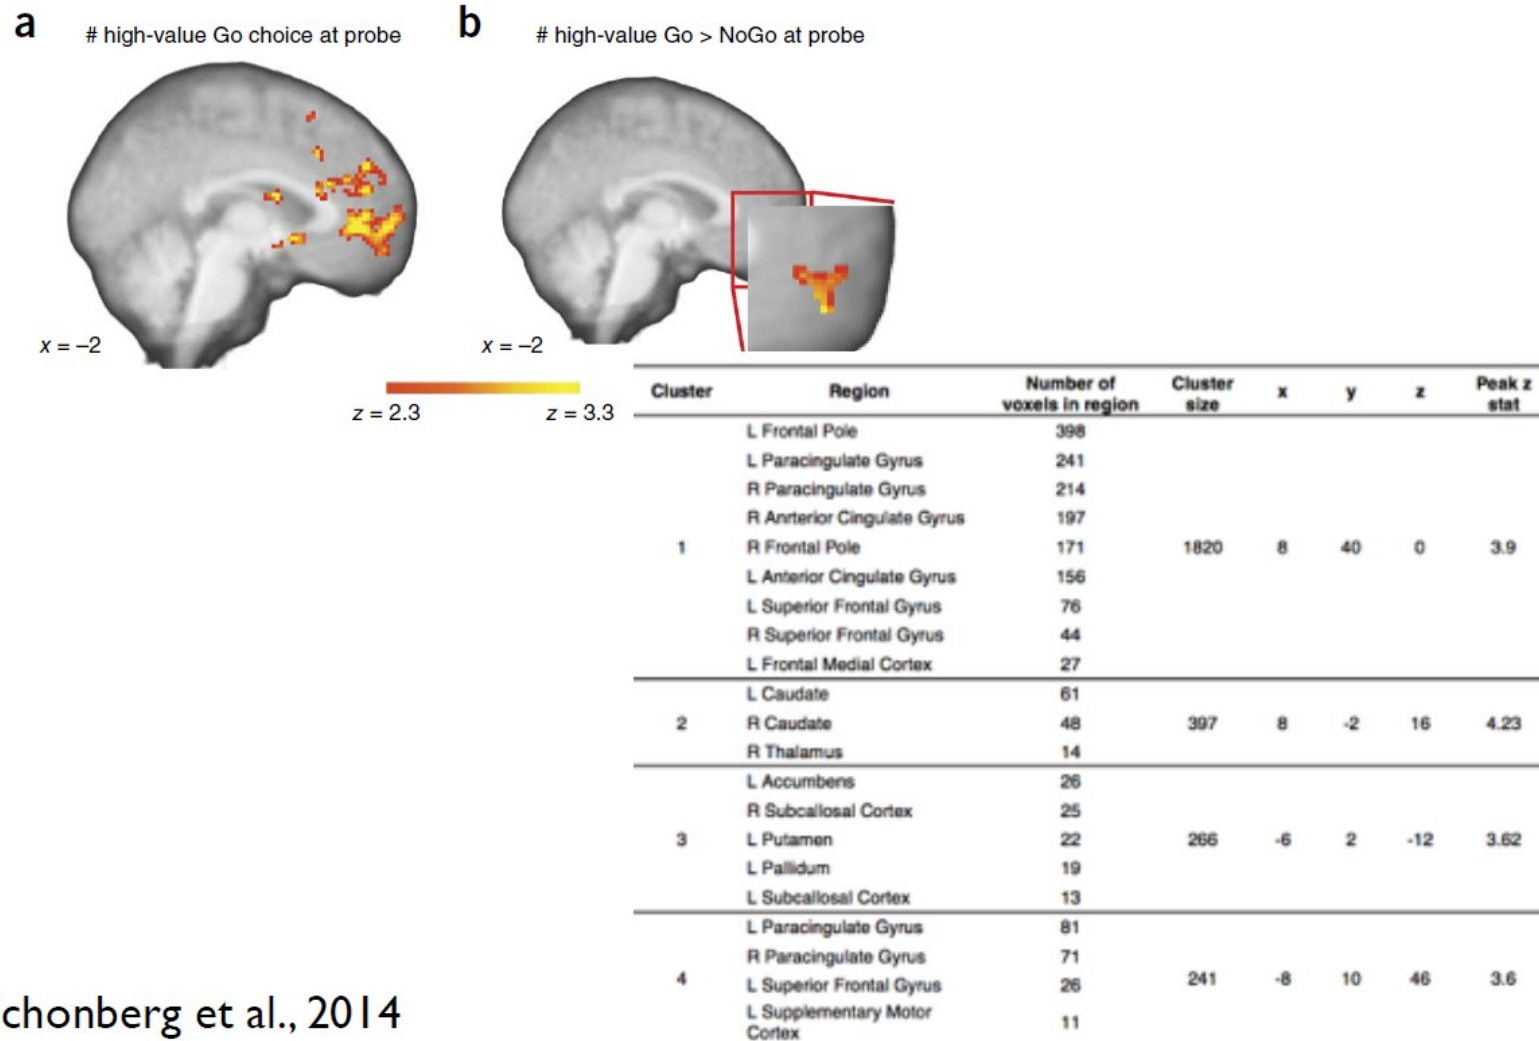 a # high-value Go choice at probe
b # high-value Go > NoGo at probe
x = –2
x = –2
z = 2.3 z = 3.3
Cluster Region Number of voxels in region Cluster size x y z Peak z stat
L Frontal Pole 398
L Paracingulate Gyrus 241
R Paracingulate Gyrus 214
R Anrterior Cingulate Gyrus 197
1 R Frontal Pole 171 1820 8 40 0 3.9
L Anterior Cingulate Gyrus 156
L Superior Frontal Gyrus 76
R Superior Frontal Gyrus 44
L Frontal Medial Cortex 27
L Caudate 61
2 R Caudate 48 397 8 -2 16 4.23
R Thalamus 14
L Accumbens 26
R Subcallosal Cortex 25
3 L Putamen 22 266 -6 2 -12 3.62
L Pallidum 19
L Subcallosal Cortex 13
L Paracingulate Gyrus 81
R Paracingulate Gyrus 71
4 L Superior Frontal Gyrus 26 241 -8 10 46 3.6
L Supplementary Motor Cortex 11
chonberg et al., 2014